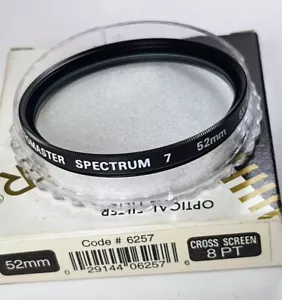 MASTER SPECTRUM 7 52mm
OPTICAL FILTER
Code # 6257
52mm
0 29144 06257 6
CROSS SCREEN
8 PT